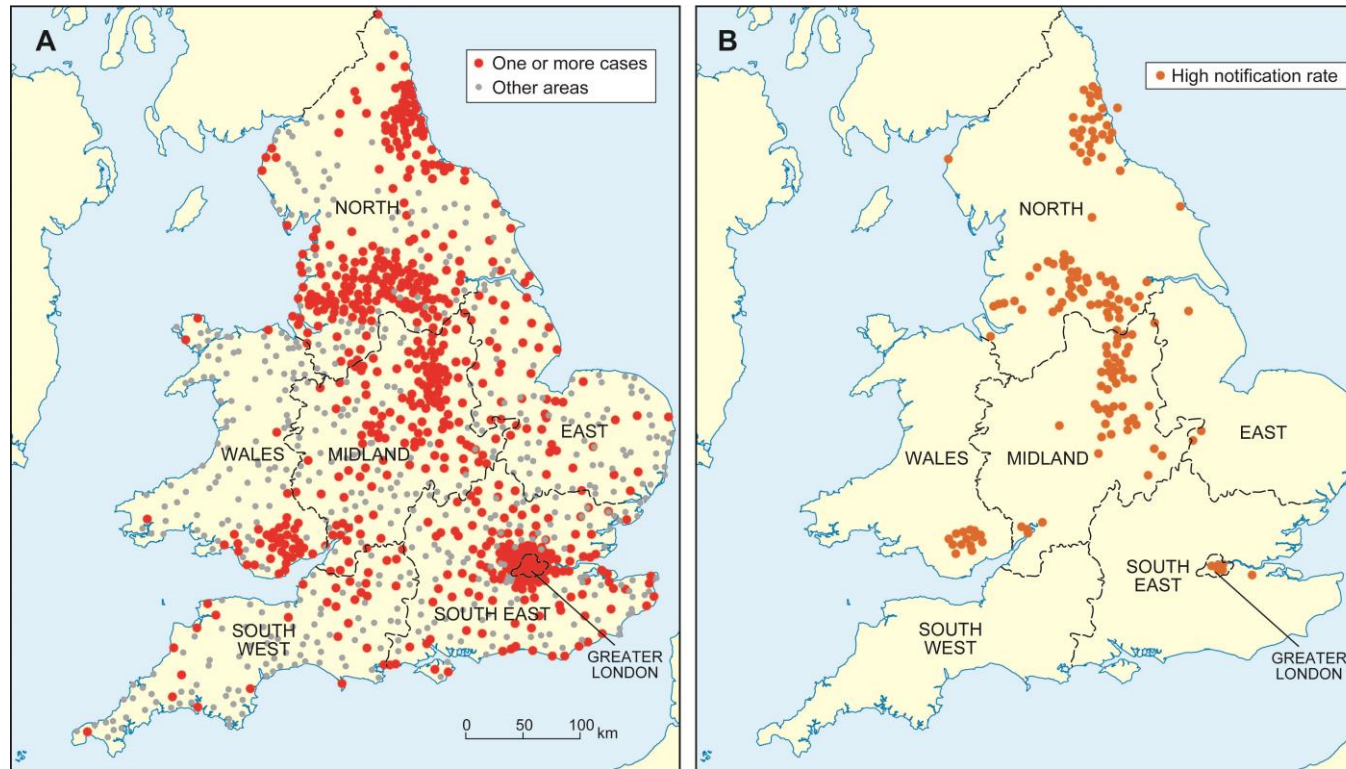 A
One or more cases
Other areas
NORTH
WALES
MIDLAND
EAST
SOUTH EAST
SOUTH
WEST
GREATER
LONDON
0 50 100 km
B
High notification rate
NORTH
WALES
MIDLAND
EAST
SOUTH
EAST
SOUTH
WEST
GREATER
LONDON